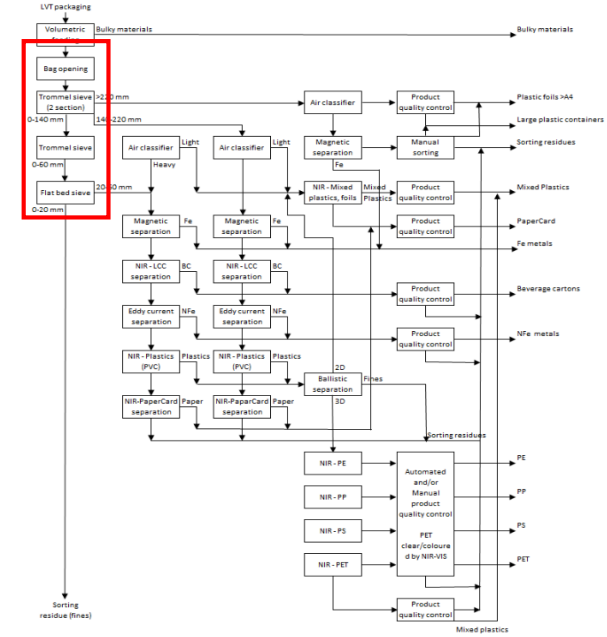 LVT packaging
Volumetric
Bulky materials
Bulky materials
Bag opening
Trommel sieve
(2 section)
>220 mm
0-140 mm
140-220 mm
Air classifier
Product
quality control
Plastic foils >A4
Large plastic containers
Trommel sieve
0-60 mm
Air classifier
Light
Heavy
Air classifier
Light
Magnetic
separation
Fe
Manual
sorting
Sorting residues
Flat bed sieve
20-60 mm
0-20 mm
NIR - Mixed
plastics, foils
Mixed
Plastics
Product
quality control
Mixed Plastics
Magnetic
separation
Fe
Magnetic
separation
Fe
Product
quality control
PaperCard
Fe metals
NIR - LCC
separation
BC
NIR - LCC
separation
BC
Product
quality control
Beverage cartons
Eddy current
separation
NFe
Eddy current
separation
NFe
Product
quality control
NFe metals
NIR - Plastics
(PVC)
Plastics
NIR - Plastics
(PVC)
Plastics
2D
Ballistic
separation
Fines
3D
NIR-PaperCard
separation
Paper
NIR-PaparCard
separation
Paper
Sorting residues
NIR - PE
NIR - PP
NIR - PS
NIR - PET
Automated
and/or
Manual
product
quality control
PET
clear/coloure
d by NIR-VIS
PE
PP
PS
PET
Sorting
residue (fines)
Product
quality control
Mixed plastics